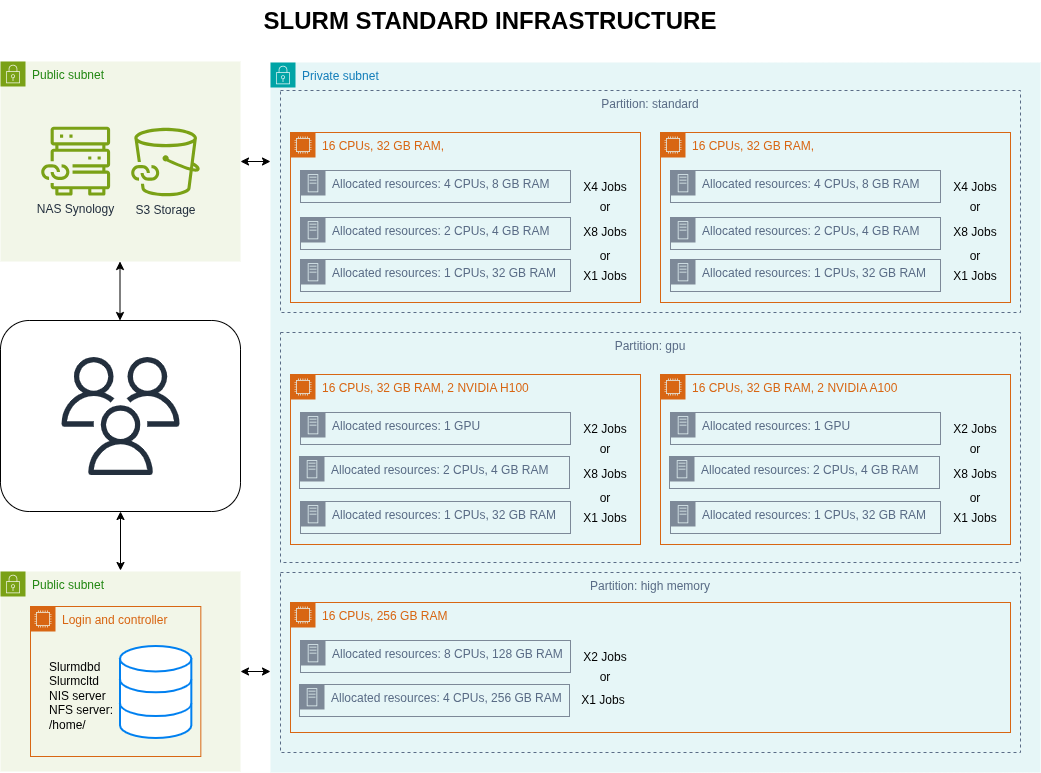 SLURM STANDARD INFRASTRUCTURE
Public subnet
NAS Synology
S3 Storage
Private subnet
Partition: standard
16 CPUs, 32 GB RAM,
Allocated resources: 4 CPUs, 8 GB RAM
X4 Jobs
or
Allocated resources: 2 CPUs, 4 GB RAM
X8 Jobs
or
Allocated resources: 1 CPUs, 32 GB RAM
X1 Jobs
16 CPUs, 32 GB RAM,
Allocated resources: 4 CPUs, 8 GB RAM
X4 Jobs
or
Allocated resources: 2 CPUs, 4 GB RAM
X8 Jobs
or
Allocated resources: 1 CPUs, 32 GB RAM
X1 Jobs
Partition: gpu
16 CPUs, 32 GB RAM, 2 NVIDIA H100
Allocated resources: 1 GPU
X2 Jobs
or
Allocated resources: 2 CPUs, 4 GB RAM
X8 Jobs
or
Allocated resources: 1 CPUs, 32 GB RAM
X1 Jobs
16 CPUs, 32 GB RAM, 2 NVIDIA A100
Allocated resources: 1 GPU
X2 Jobs
or
Allocated resources: 2 CPUs, 4 GB RAM
X8 Jobs
or
Allocated resources: 1 CPUs, 32 GB RAM
X1 Jobs
Public subnet
Login and controller
Slurmdbd
Slurmcltd
NIS server
NFS server:
/home/
Partition: high memory
16 CPUs, 256 GB RAM
Allocated resources: 8 CPUs, 128 GB RAM
X2 Jobs
or
Allocated resources: 4 CPUs, 256 GB RAM
X1 Jobs